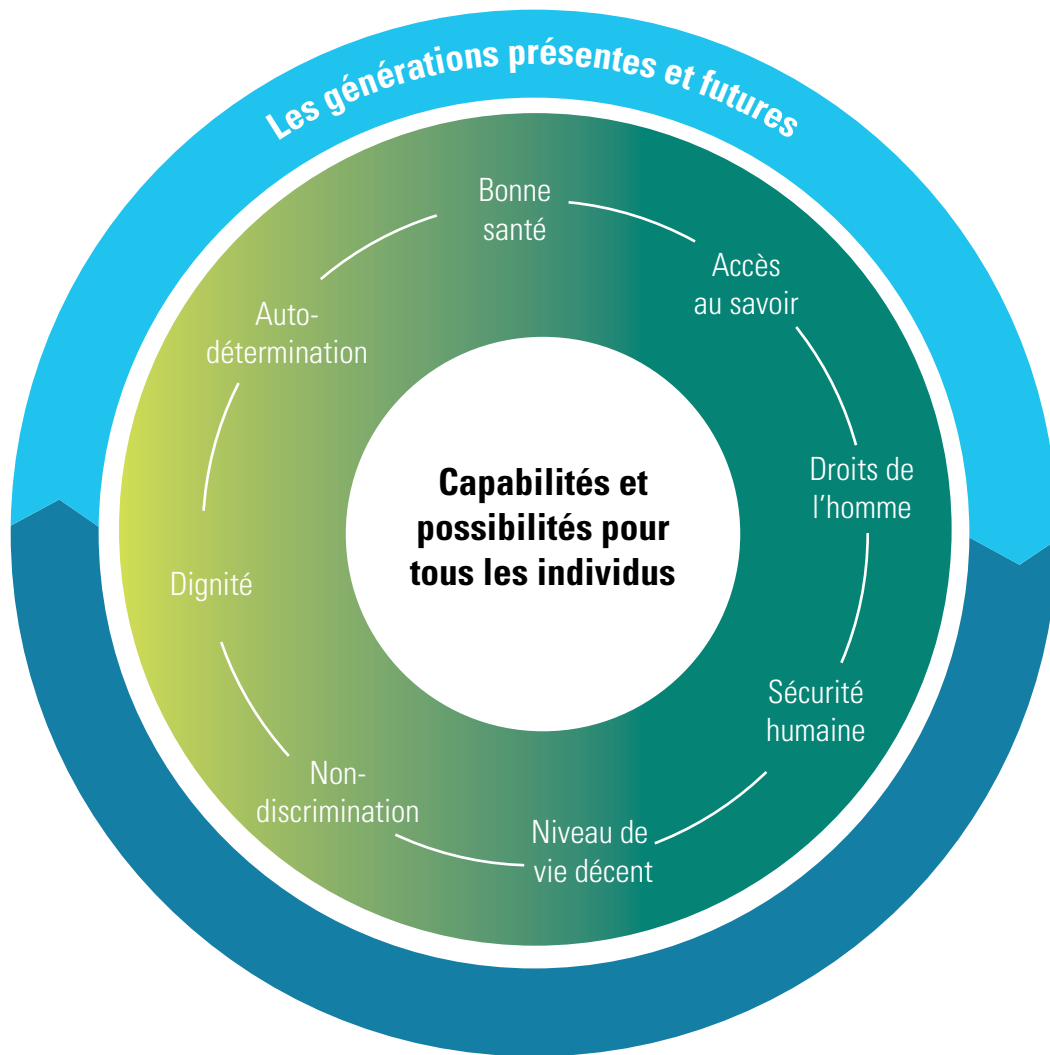 Les générations présentes et futures
Bonne
santé
Accès
au savoir
Droits de
l’homme
Sécurité
humaine
Niveau de
vie décent
Non-
discrimination
Dignité
Auto-
détermination
Capabilités et
possibilités pour
tous les individus